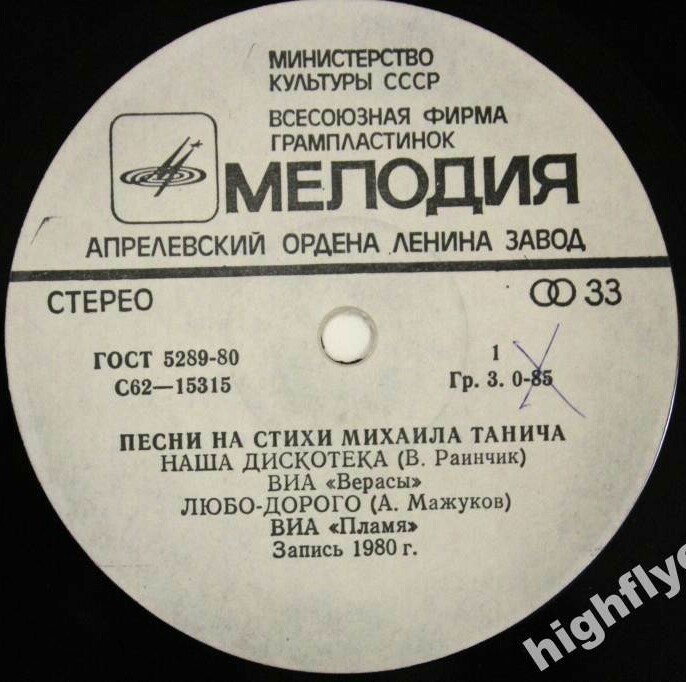 МИНИСТЕРСТВО
КУЛЬТУРЫ СССР
ВСЕСОЮЗНАЯ ФИРМА
ГРАМПЛАСТИНОК
МЕЛОДИЯ
АПРЕЛЕВСКИЙ ОРДЕНА ЛЕНИНА ЗАВОД
СТЕРЕО 33
ГОСТ 5289-80 1
С62—15315 Гр. 3. 0-85
ПЕСНИ НА СТИХИ МИХАИЛА ТАНИЧА
НАША ДИСКОТЕКА (В. Раинчик)
ВИА «Верасы»
ЛЮБО-ДОРОГО (А. Мажуков)
ВИА «Пламя»
Запись 1980 г.
highflye